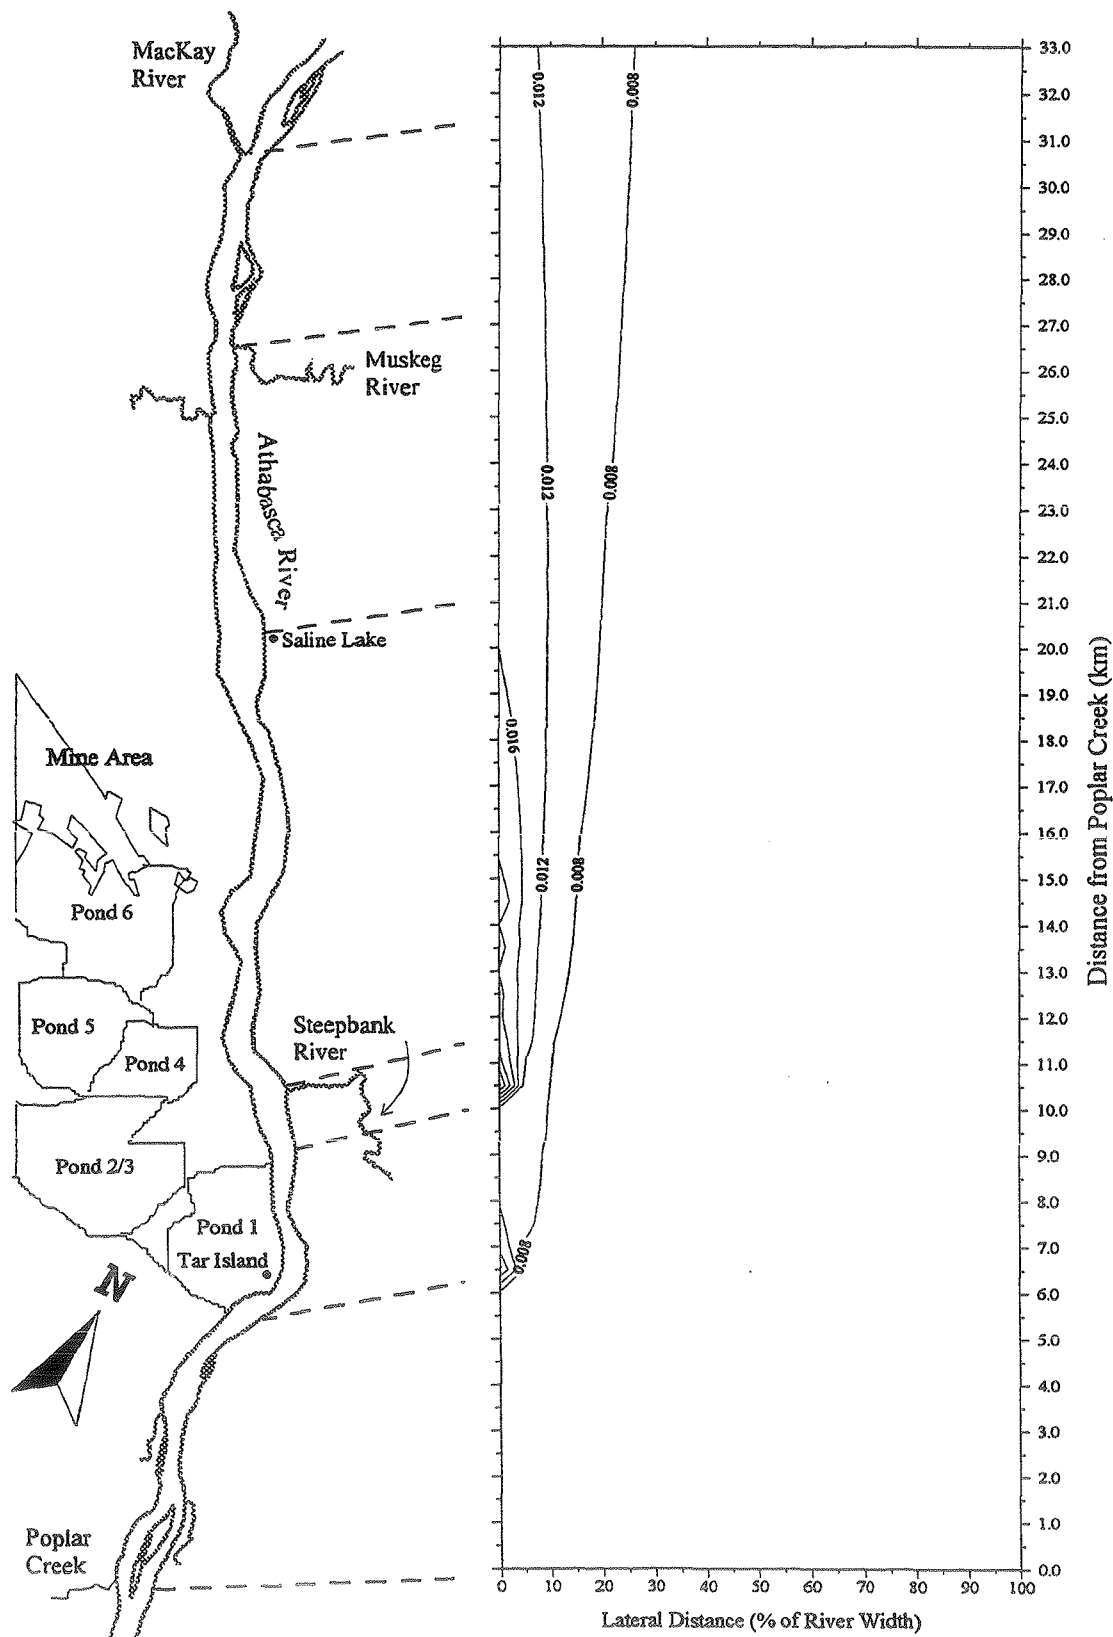 MacKay
River
Muskeg
River
Athabasca River
Saline Lake
Mine Area
Pond 6
Pond 5
Pond 4
Steepbank
River
Pond 2/3
Pond 1
Tar Island
N
Poplar
Creek
0.012
0.008
0.012
0.008
0.016
0.012
0.008
0.008
33.0
32.0
31.0
30.0
29.0
28.0
27.0
26.0
25.0
24.0
23.0
22.0
21.0
20.0
19.0
18.0
17.0
16.0
15.0
14.0
13.0
12.0
11.0
10.0
9.0
8.0
7.0
6.0
5.0
4.0
3.0
2.0
1.0
0.0
Distance from Poplar Creek (km)
0 10 20 30 40 50 60 70 80 90 100
Lateral Distance (% of River Width)